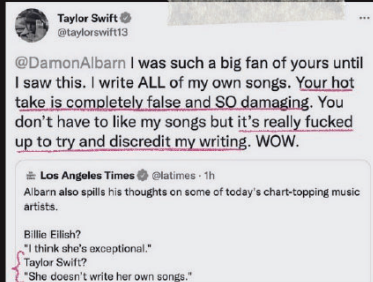 Taylor Swift
@taylorswift13
@DamonAlbarn I was such a big fan of yours until
I saw this. I write ALL of my own songs. Your hot
take is completely false and SO damaging. You
don't have to like my songs but it's really fucked
up to try and discredit my writing. WOW.
Los Angeles Times @latimes · 1h
Albarn also spills his thoughts on some of today's chart-topping music
artists.
Billie Eilish?
"I think she's exceptional."
Taylor Swift?
"She doesn't write her own songs."